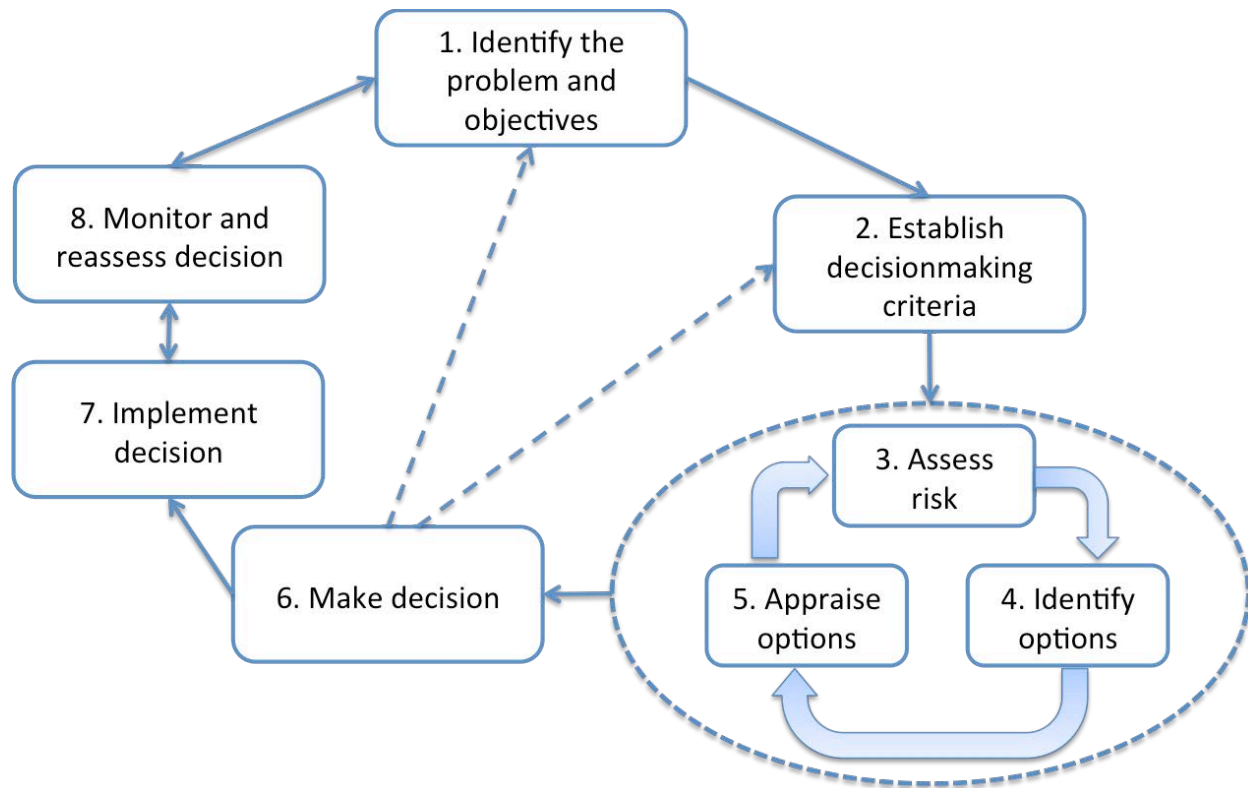 1. Identify the
problem and
objectives
8. Monitor and
reassess decision
2. Establish
decisionmaking
criteria
7. Implement
decision
3. Assess
risk
6. Make decision
5. Appraise
options
4. Identify
options